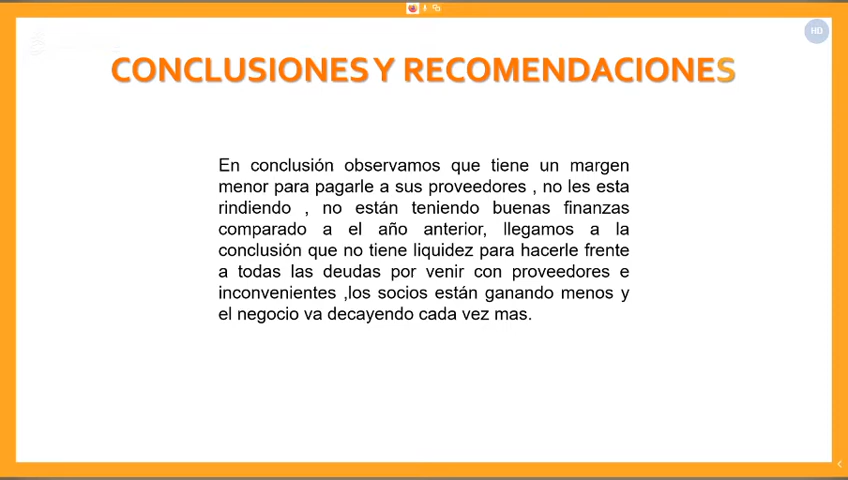 HD
CONCLUSIONES Y RECOMENDACIONES
En conclusión observamos que tiene un margen
menor para pagarle a sus proveedores , no les esta
rindiendo , no están teniendo buenas finanzas
comparado a el año anterior, llegamos a la
conclusión que no tiene liquidez para hacerle frente
a todas las deudas por venir con proveedores e
inconvenientes ,los socios están ganando menos y
el negocio va decayendo cada vez mas.